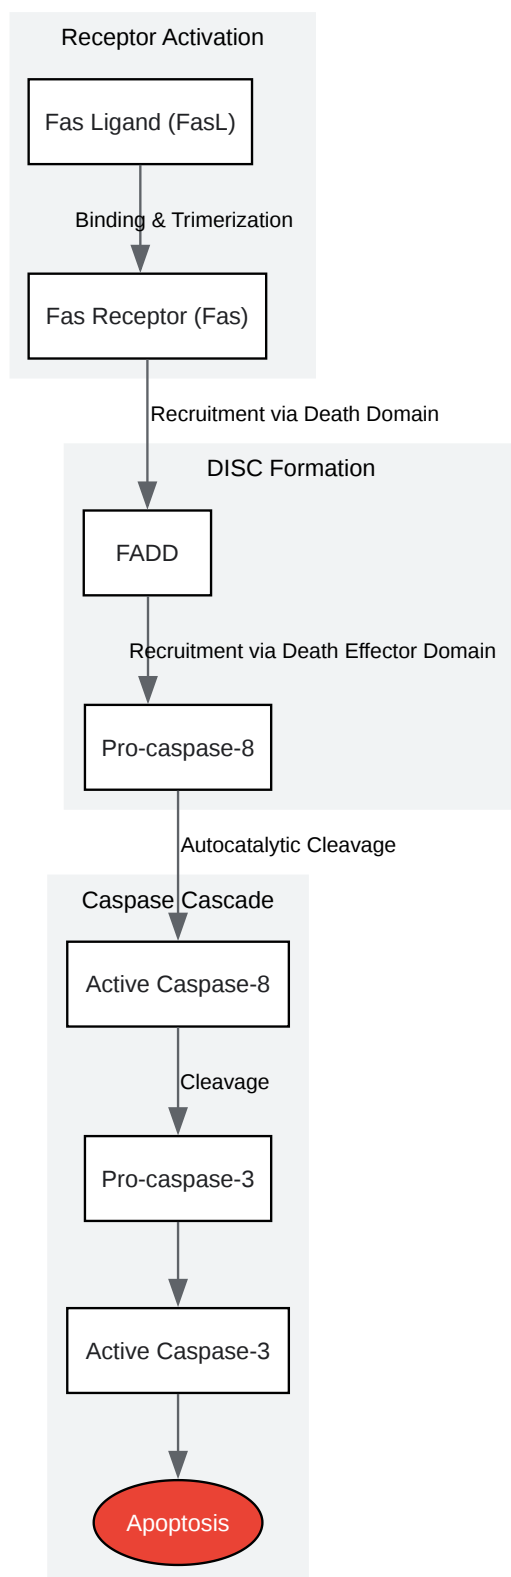 Receptor Activation
Fas Ligand (FasL)
Binding & Trimerization
Fas Receptor (Fas)
Recruitment via Death Domain
DISC Formation
FADD
Recruitment via Death Effector Domain
Pro-caspase-8
Autocatalytic Cleavage
Caspase Cascade
Active Caspase-8
Cleavage
Pro-caspase-3
Active Caspase-3
Apoptosis